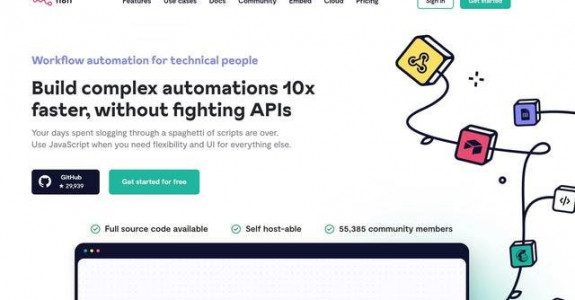 n8n
Features Use cases Docs Community Embed Cloud Pricing
Sign in Get started
Workflow automation for technical people
Build complex automations 10x
faster, without fighting APIs
Your days spent slogging through a spaghetti of scripts are over.
Use JavaScript when you need flexibility and UI for everything else.
GitHub
★ 29,939
Get started for free
Full source code available Self host-able 55,385 community members